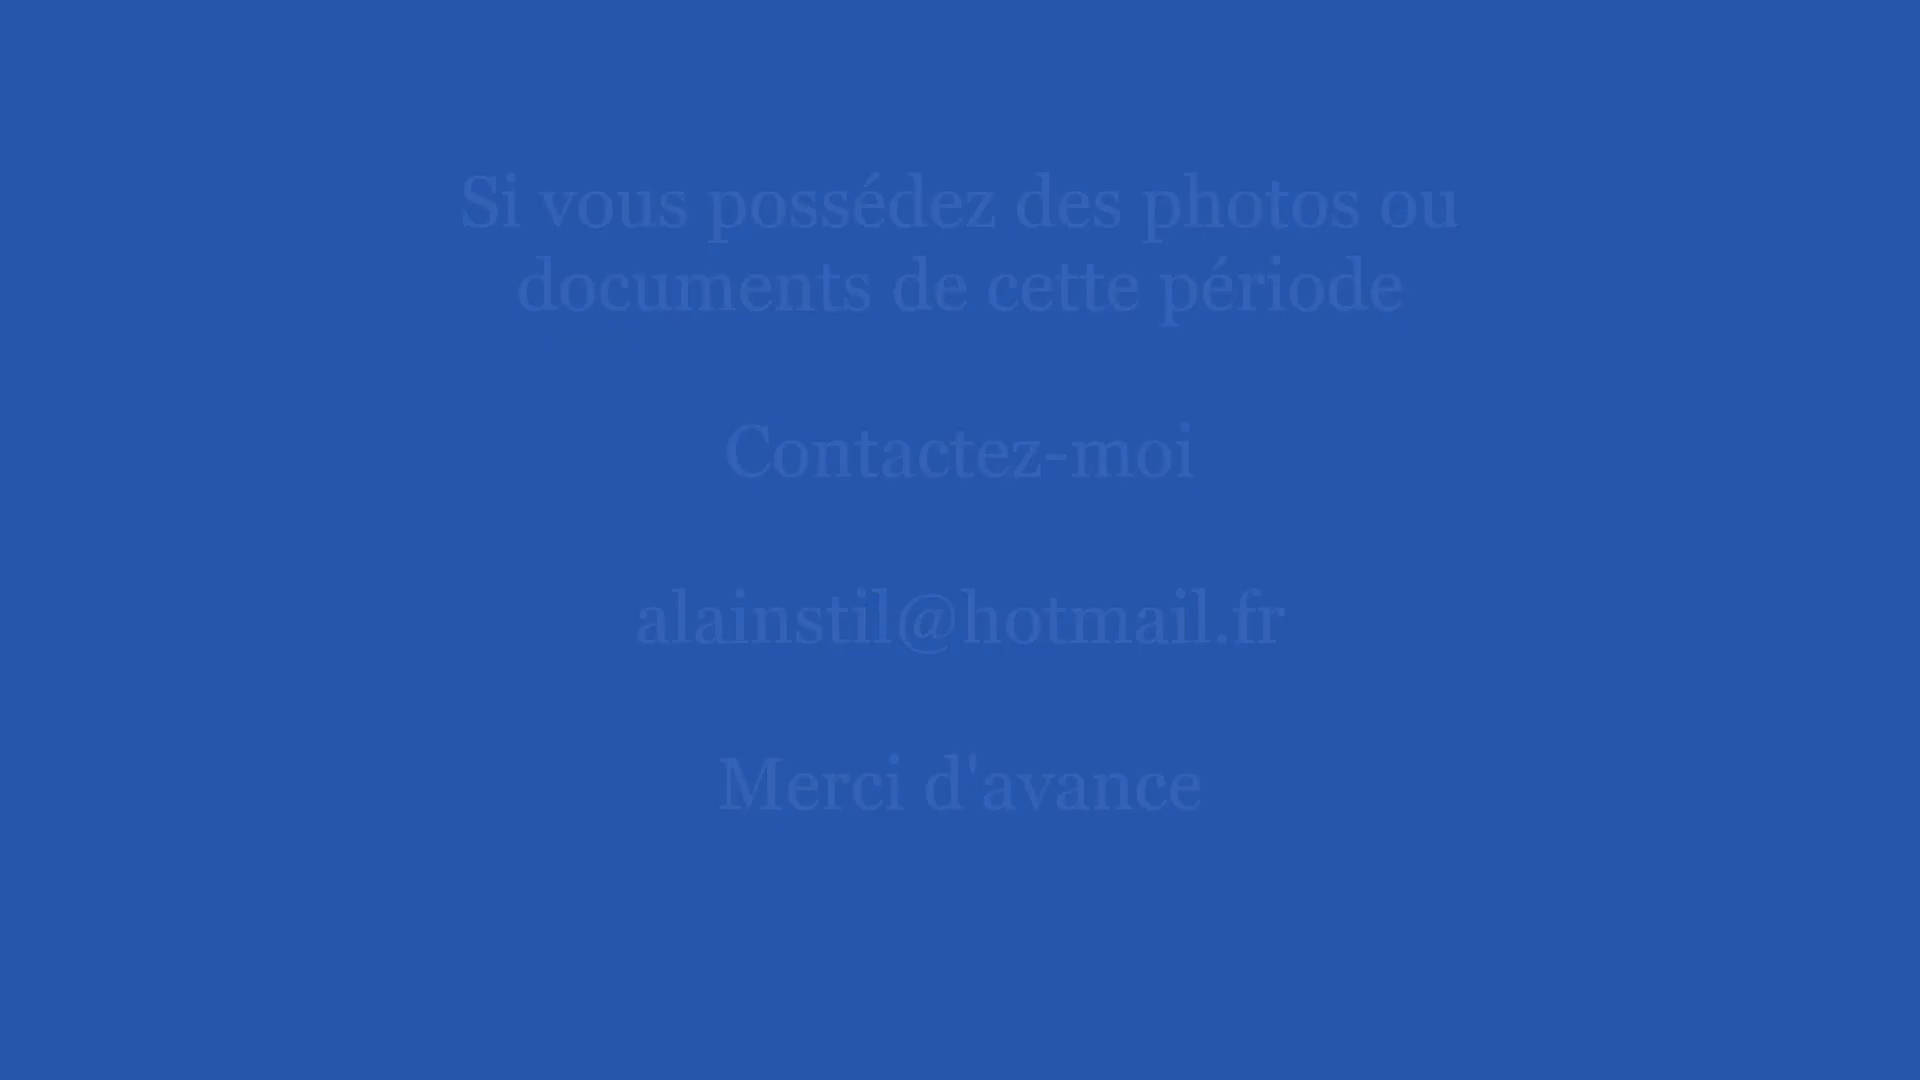 Si vous possédez des photos ou
documents de cette période
Contactez-moi
alainstil@hotmail.fr
Merci d'avance